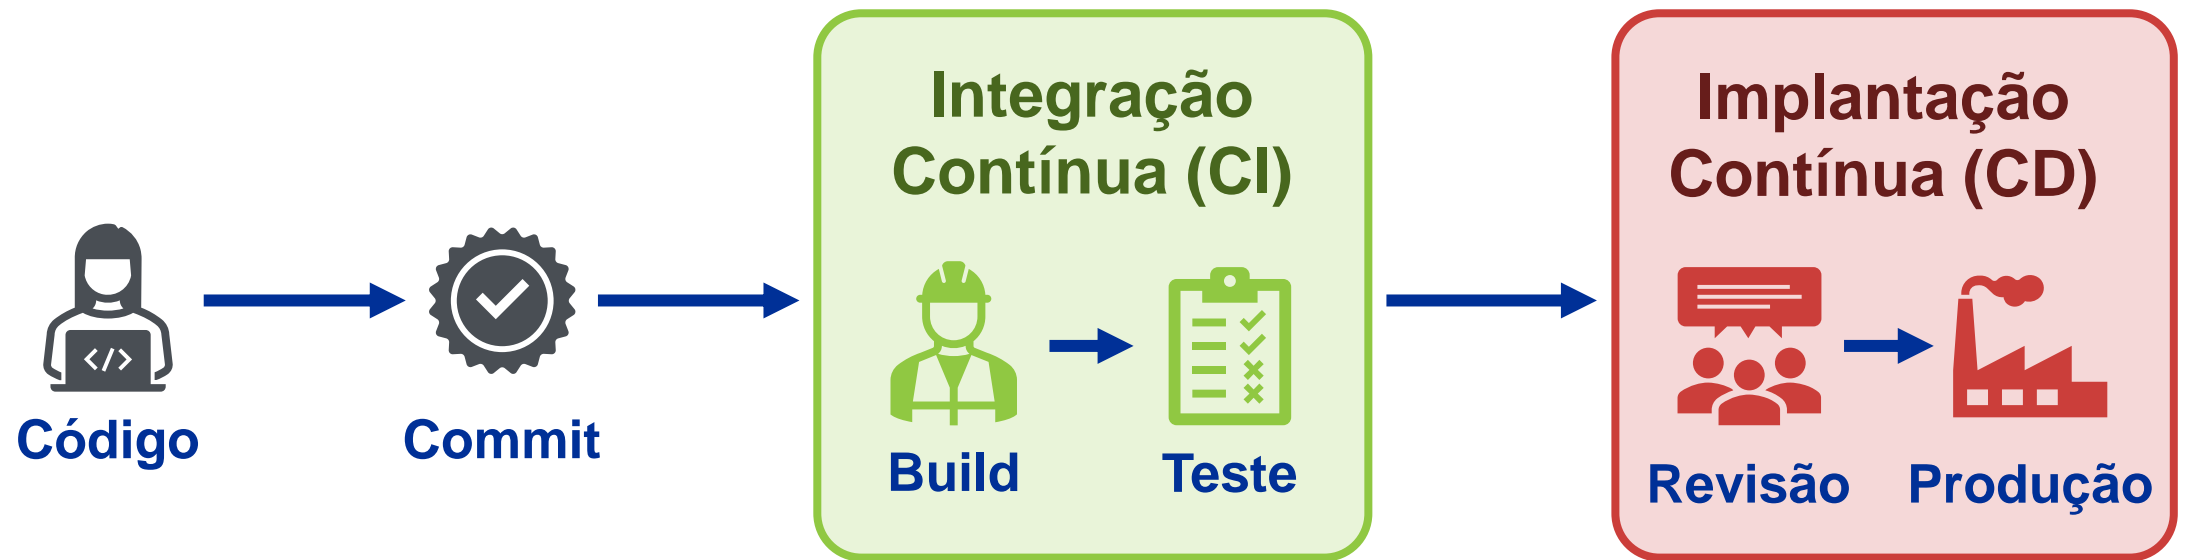 Integração
Contínua (CI)
Implantação
Contínua (CD)
</>
Código
Commit
Build
Teste
Revisão
Produção